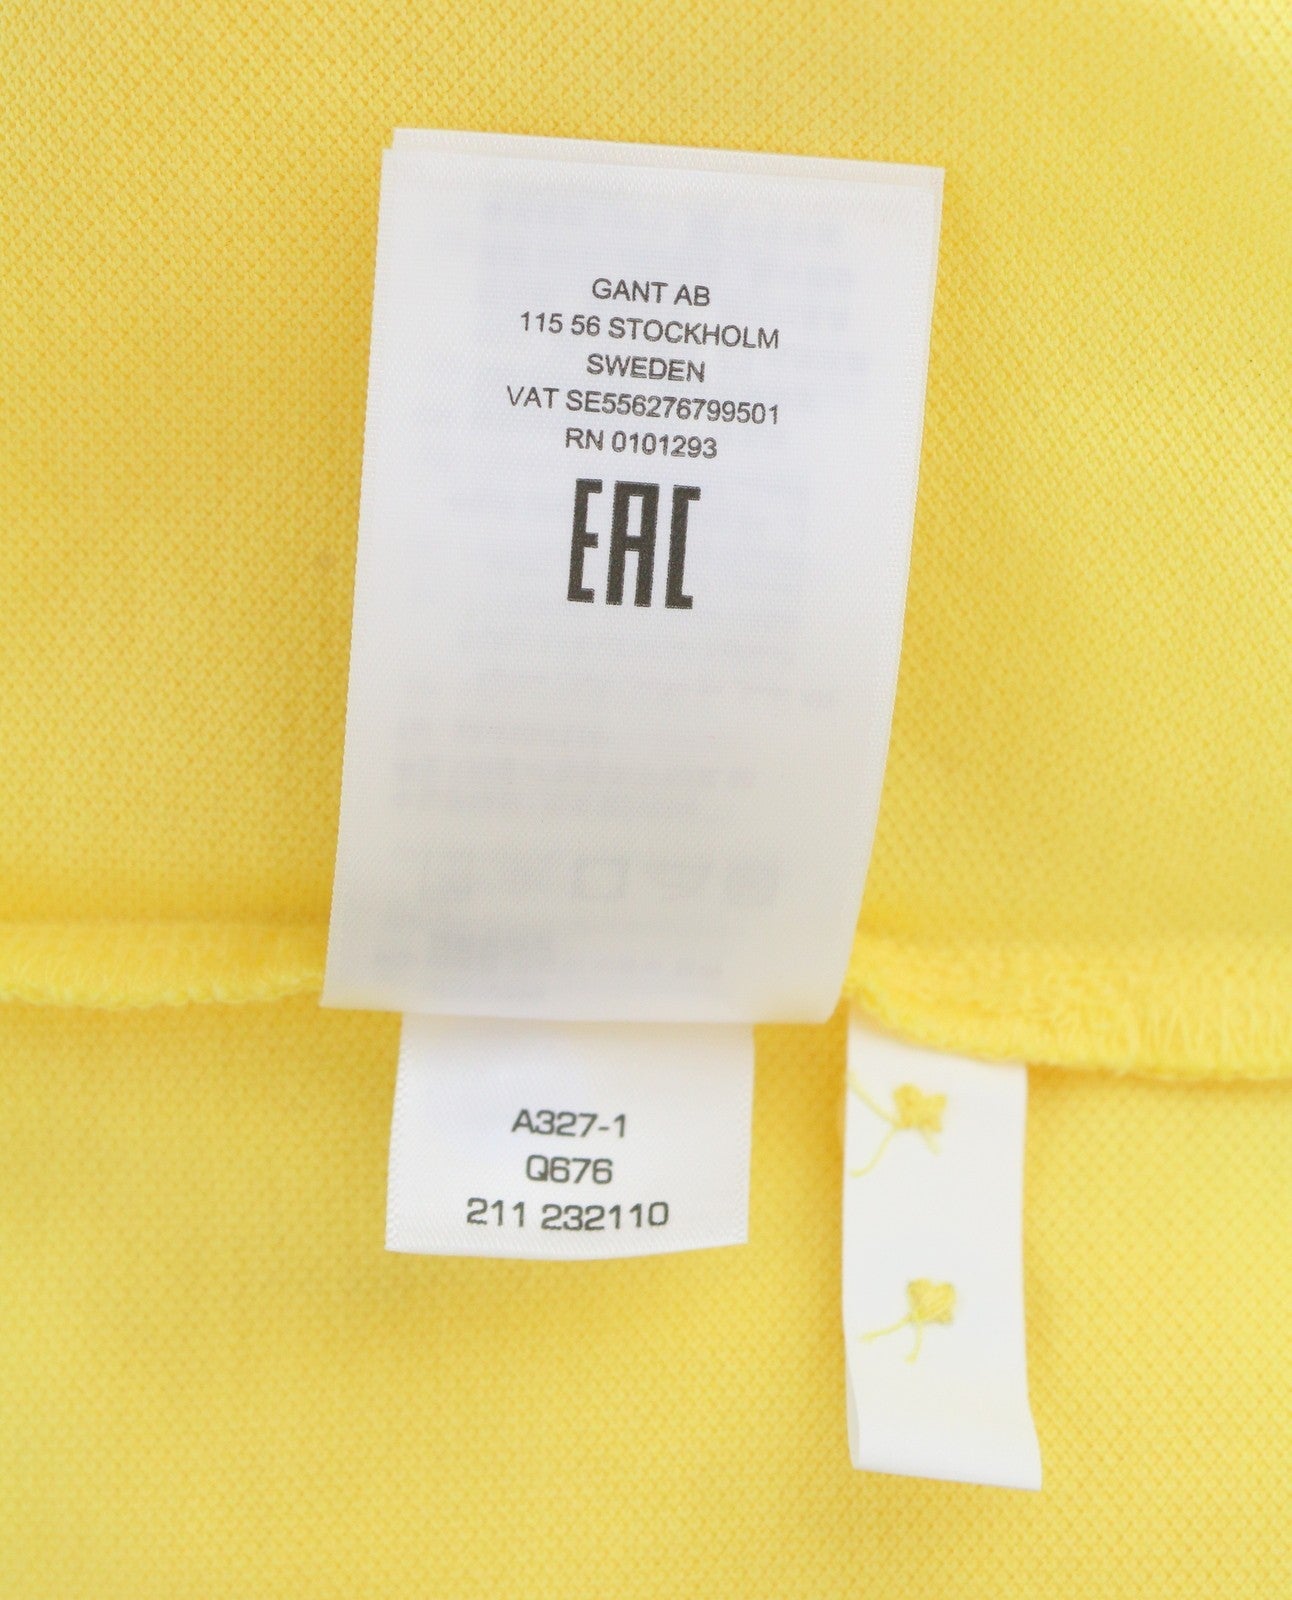 GANT AB
115 56 STOCKHOLM
SWEDEN
VAT SE556276799501
RN 0101293
EAC
A327-1
Q676
211 232110